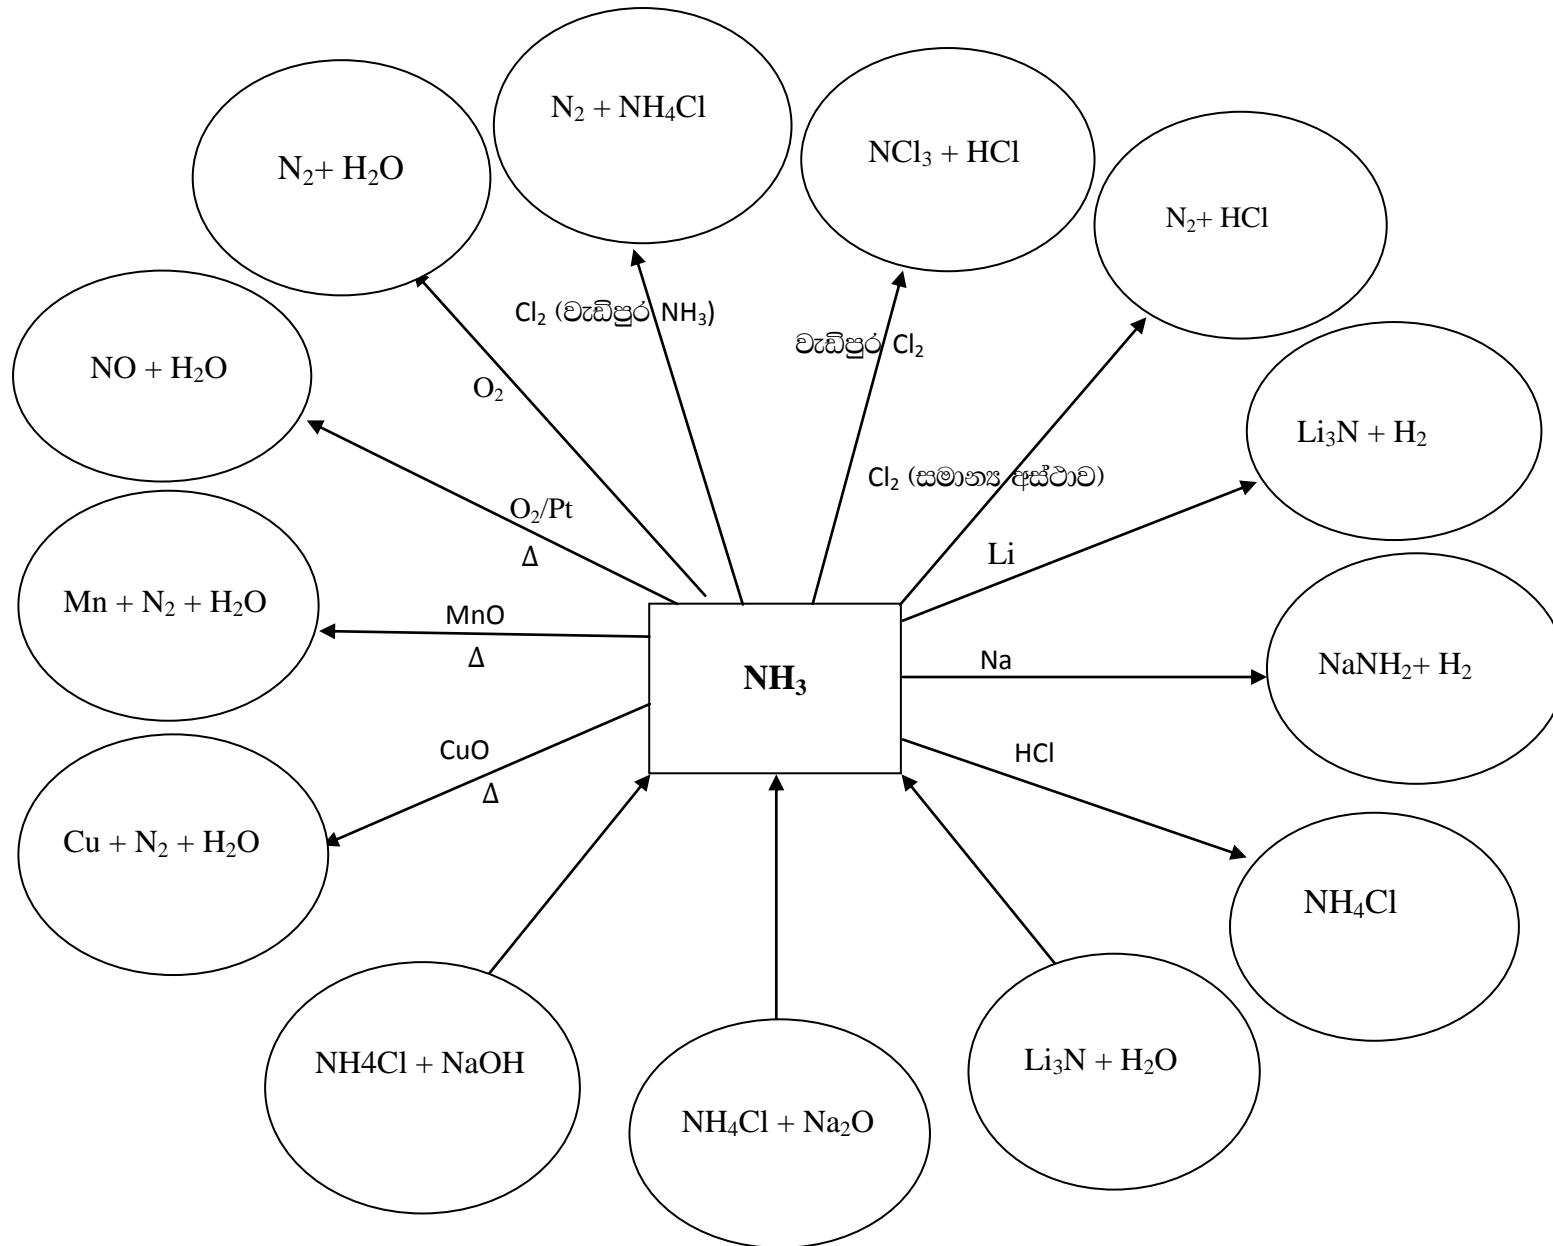 N₂ + NH₄Cl
NCl₃ + HCl
N₂+ H₂O
N₂+ HCl
Cl₂ (වැඩිපුර NH₃)
වැඩිපුර Cl₂
NO + H₂O
O₂
Li₃N + H₂
Cl₂ (සමාන්‍ය අස්ථාව)
O₂/Pt
Δ
Li
Mn + N₂ + H₂O
MnO
Δ
Na
NaNH₂+ H₂
NH₃
CuO
Δ
HCl
Cu + N₂ + H₂O
NH₄Cl
NH4Cl + NaOH
Li₃N + H₂O
NH₄Cl + Na₂O